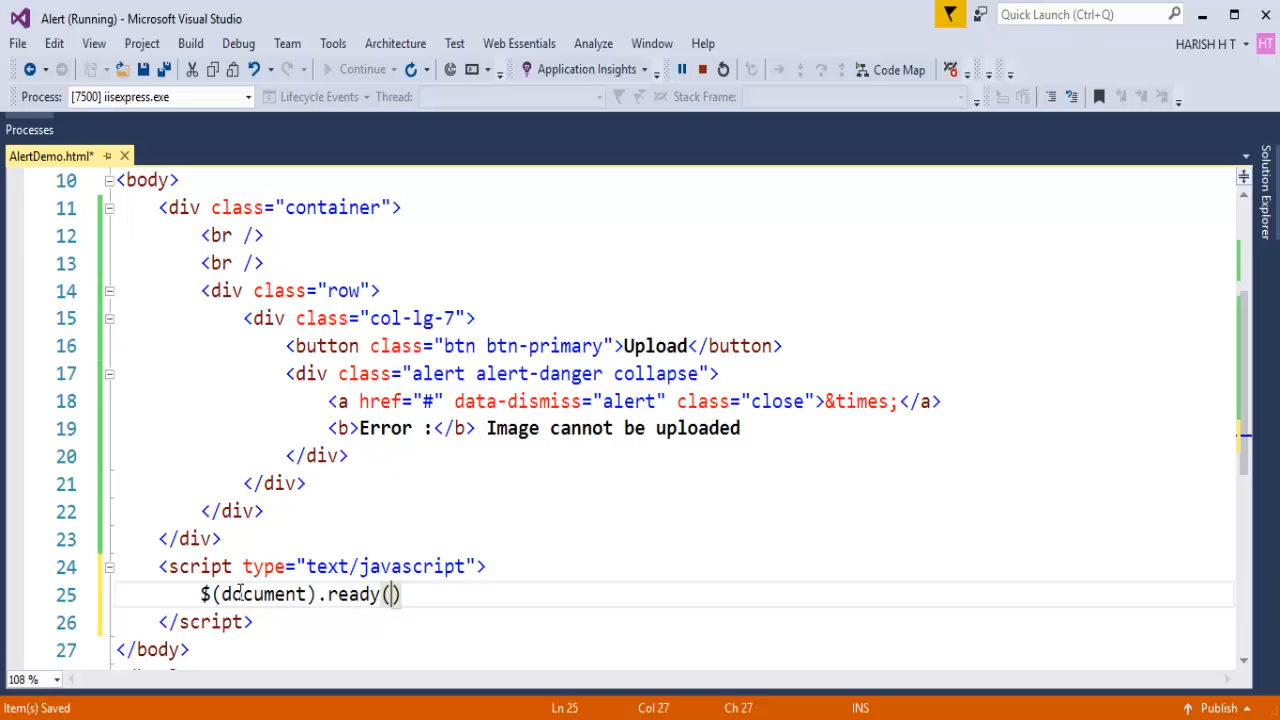 Alert (Running) - Microsoft Visual Studio
Quick Launch (Ctrl+Q)
File Edit View Project Build Debug Team Tools Architecture Test Web Essentials Analyze Window Help
HARISH H T HT
Continue Application Insights Code Map
Process: [7500] iisexpress.exe Lifecycle Events Thread: Stack Frame:
Processes
AlertDemo.html*
Solution Explorer
10 <body>
11 <div class="container">
12 <br />
13 <br />
14 <div class="row">
15 <div class="col-lg-7">
16 <button class="btn btn-primary">Upload</button>
17 <div class="alert alert-danger collapse">
18 <a href="#" data-dismiss="alert" class="close">&times;</a>
19 <b>Error :</b> Image cannot be uploaded
20 </div>
21 </div>
22 </div>
23 </div>
24 <script type="text/javascript">
25 $(document).ready()
26 </script>
27 </body>
108 %
Item(s) Saved Ln 25 Col 27 Ch 27 INS Publish